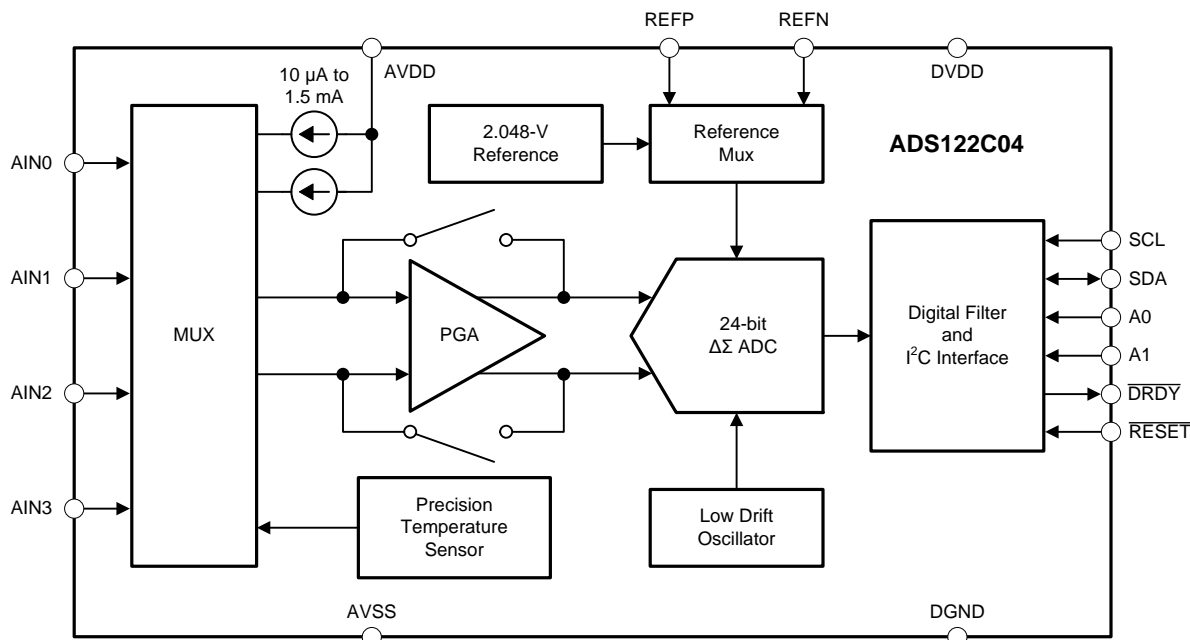 REFP
REFN
AVDD
DVDD
10 µA to
1.5 mA
2.048-V
Reference
Reference
Mux
ADS122C04
AIN0
AIN1
AIN2
AIN3
MUX
PGA
24-bit
ΔΣ ADC
Digital Filter
and
I²C Interface
SCL
SDA
A0
A1
DRDY
RESET
Precision
Temperature
Sensor
Low Drift
Oscillator
AVSS
DGND